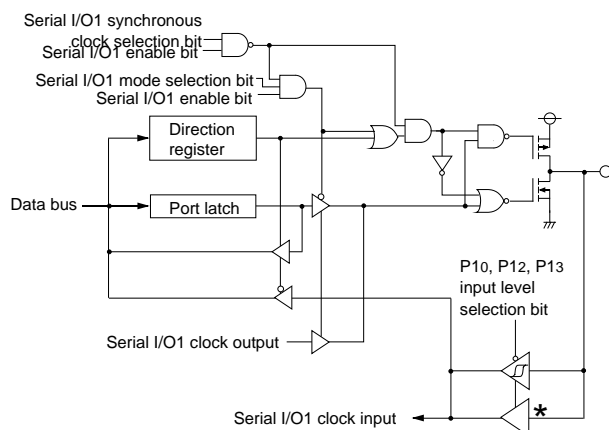 Serial I/O1 synchronous
clock selection bit
Serial I/O1 enable bit
Serial I/O1 mode selection bit
Serial I/O1 enable bit
Direction
register
Data bus
Port latch
P10, P12, P13
input level
selection bit
Serial I/O1 clock output
Serial I/O1 clock input
*